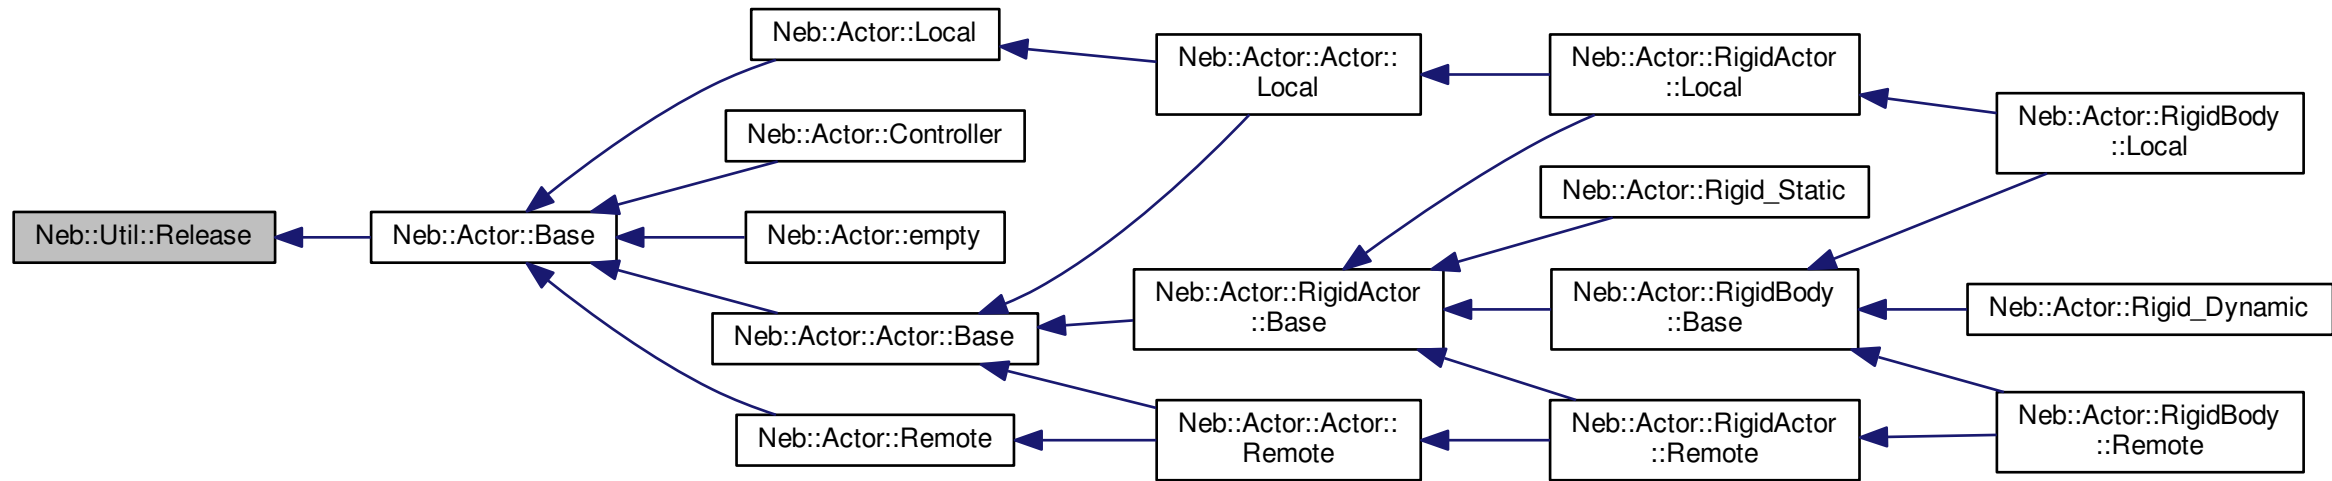 Neb::Util::Release
Neb::Actor::Base
Neb::Actor::Local
Neb::Actor::Controller
Neb::Actor::empty
Neb::Actor::Actor::Base
Neb::Actor::Remote
Neb::Actor::Actor::
Local
Neb::Actor::RigidActor
::Base
Neb::Actor::Actor::
Remote
Neb::Actor::RigidActor
::Local
Neb::Actor::Rigid_Static
Neb::Actor::RigidBody
::Base
Neb::Actor::RigidActor
::Remote
Neb::Actor::RigidBody
::Local
Neb::Actor::Rigid_Dynamic
Neb::Actor::RigidBody
::Remote